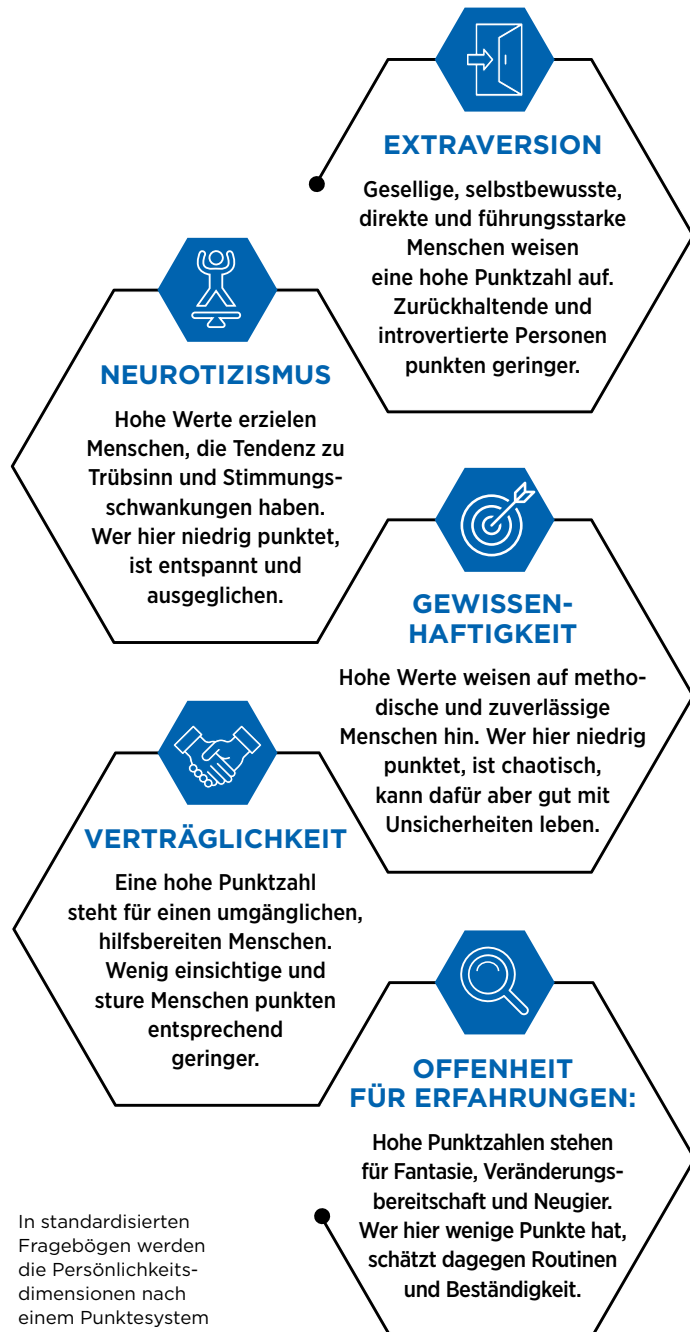 EXTRAVERSION
Gesellige, selbstbewusste,
direkte und führungsstarke
Menschen weisen
eine hohe Punktzahl auf.
Zurückhaltende und
introvertierte Personen
punkten geringer.
NEUROTIZISMUS
Hohe Werte erzielen
Menschen, die Tendenz zu
Trübsinn und Stimmungs-
schwankungen haben.
Wer hier niedrig punktet,
ist entspannt und
ausgeglichen.
GEWISSEN-
HAFTIGKEIT
Hohe Werte weisen auf metho-
dische und zuverlässige
Menschen hin. Wer hier niedrig
punktet, ist chaotisch,
kann dafür aber gut mit
Unsicherheiten leben.
VERTRÄGLICHKEIT
Eine hohe Punktzahl
steht für einen umgänglichen,
hilfsbereiten Menschen.
Wenig einsichtige und
sture Menschen punkten
entsprechend
geringer.
OFFENHEIT
FÜR ERFAHRUNGEN:
Hohe Punktzahlen stehen
für Fantasie, Veränderungs-
bereitschaft und Neugier.
Wer hier wenige Punkte hat,
schätzt dagegen Routinen
und Beständigkeit.
In standardisierten
Fragebögen werden
die Persönlichkeits-
dimensionen nach
einem Punktesystem